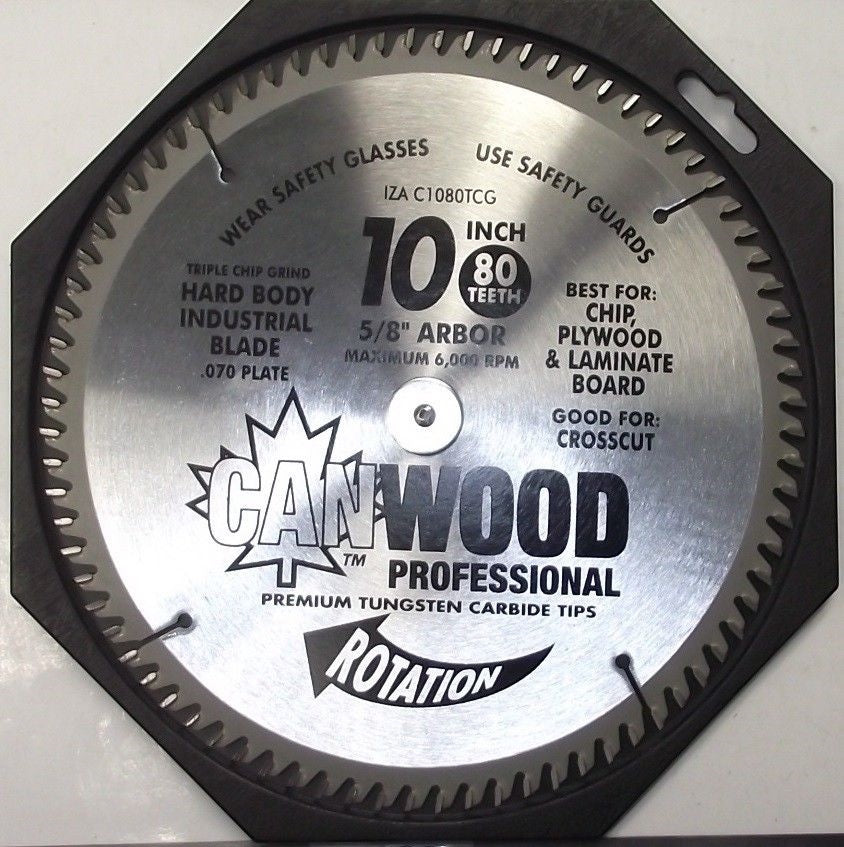 WEAR SAFETY GLASSES
USE SAFETY GUARDS
IZA C1080TCG
10 INCH
80
TEETH
5/8" ARBOR
MAXIMUM 6,000 RPM
TRIPLE CHIP GRIND
HARD BODY
INDUSTRIAL
BLADE
.070 PLATE
BEST FOR:
CHIP,
PLYWOOD
& LAMINATE
BOARD
GOOD FOR:
CROSSCUT
CANWOOD
TM
PROFESSIONAL
PREMIUM TUNGSTEN CARBIDE TIPS
ROTATION